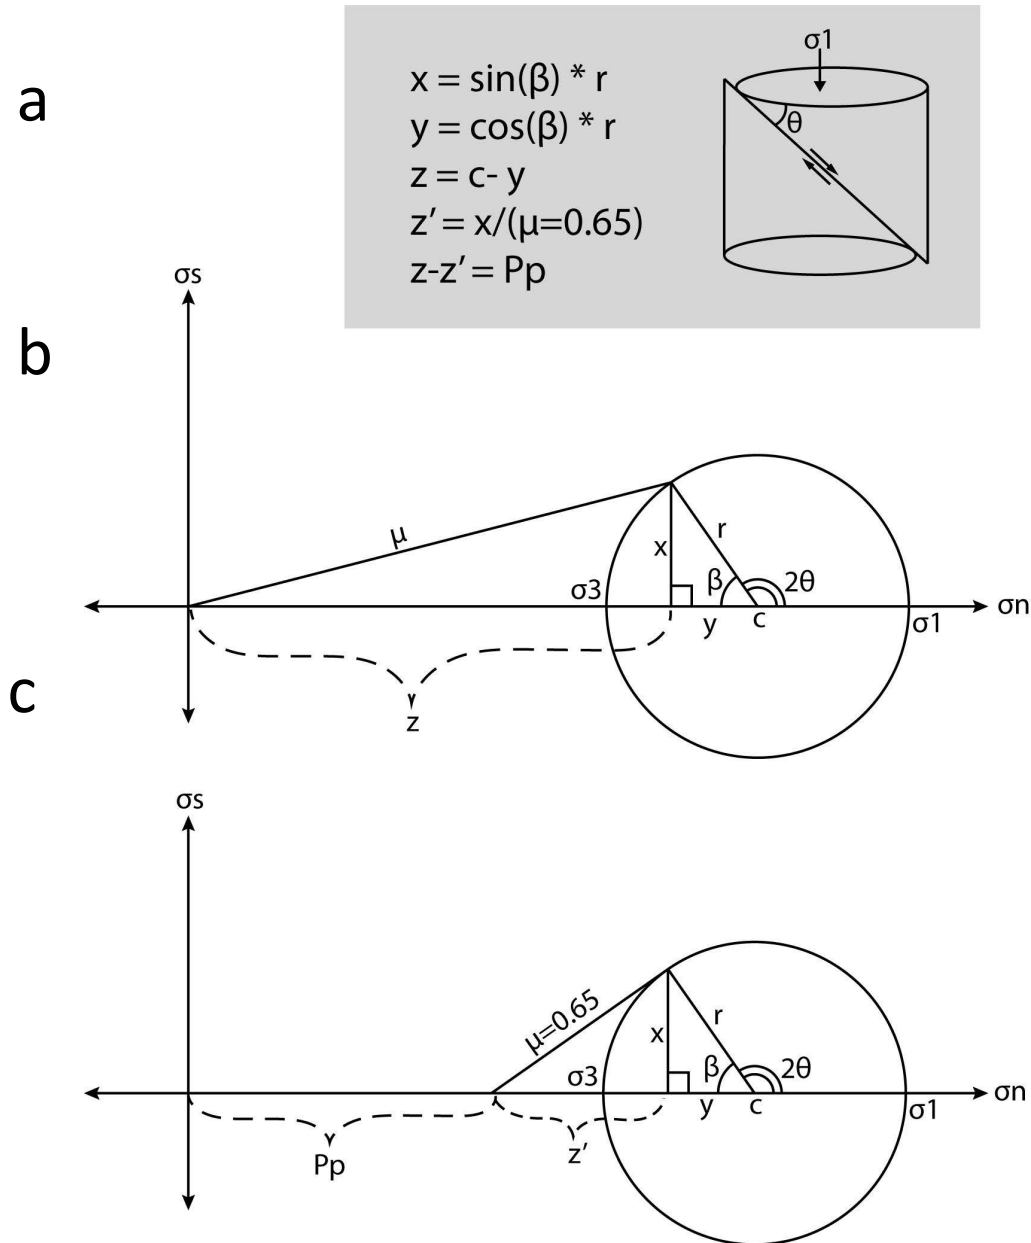 a
x = sin(β) * r
y = cos(β) * r
z = c- y
z' = x/(μ=0.65)
z-z' = Pp
σ1
θ
b
σs
μ
x
r
β
2θ
σ3
y
c
σ1
σn
z
c
σs
μ=0.65
x
r
β
2θ
σ3
y
c
σ1
σn
Pp
z'